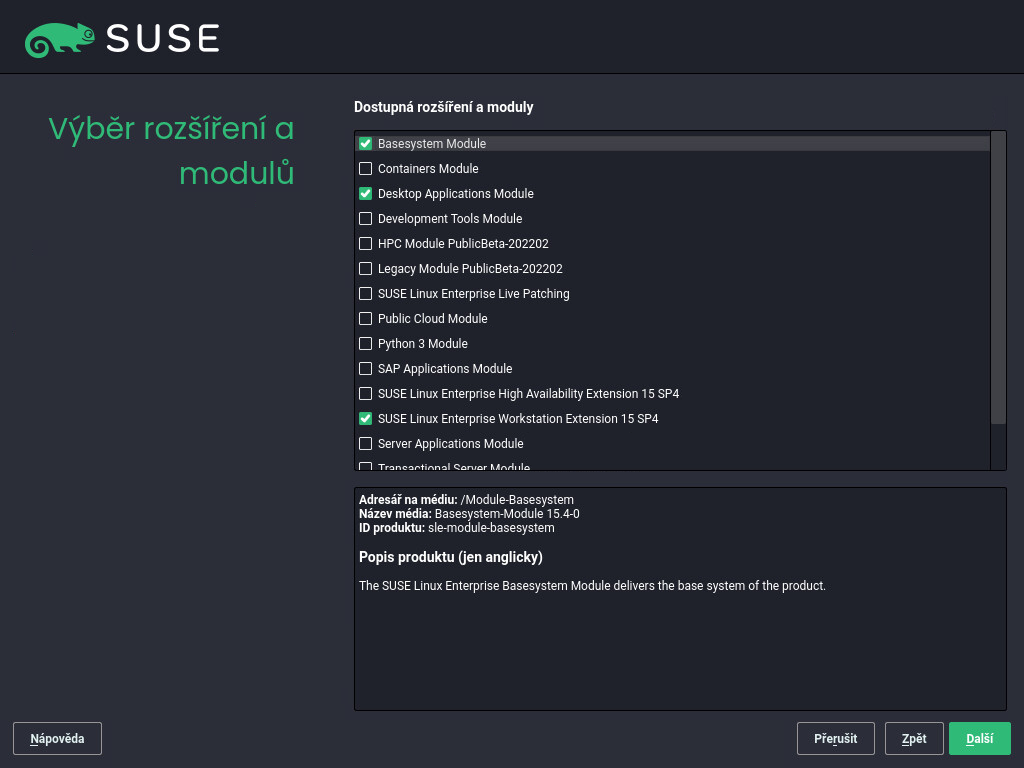 SUSE
Výběr rozšíření a
modulů
Dostupná rozšíření a moduly
Basesystem Module
Containers Module
Desktop Applications Module
Development Tools Module
HPC Module PublicBeta-202202
Legacy Module PublicBeta-202202
SUSE Linux Enterprise Live Patching
Public Cloud Module
Python 3 Module
SAP Applications Module
SUSE Linux Enterprise High Availability Extension 15 SP4
SUSE Linux Enterprise Workstation Extension 15 SP4
Server Applications Module
Transactional Server Module
Adresář na médiu: /Module-Basesystem
Název média: Basesystem-Module 15.4-0
ID produktu: sle-module-basesystem
Popis produktu (jen anglicky)
The SUSE Linux Enterprise Basesystem Module delivers the base system of the product.
Nápověda
Přerušit
Zpět
Další